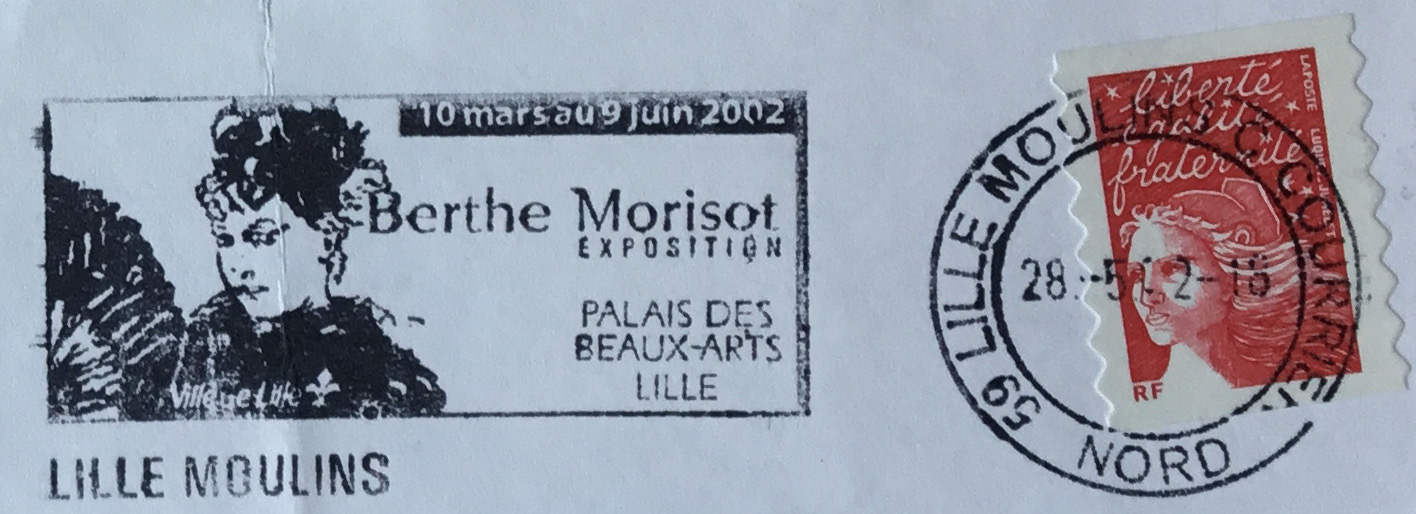 10 mars au 9 juin 2002
Berthe Morisot
EXPOSITION
PALAIS DES
BEAUX-ARTS
LILLE
Ville de Lille
LILLE MOULINS
59 LILLE MOULINS C COURRIER
28 -5 02-18
NORD
liberté
égalité
fraternité
LA POSTE
RF